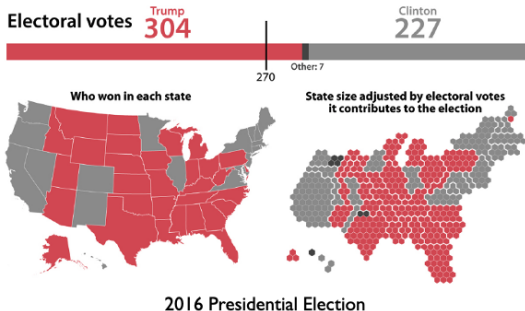 Electoral votes
Trump
304
Clinton
227
270
Other: 7
Who won in each state
State size adjusted by electoral votes
it contributes to the election
2016 Presidential Election